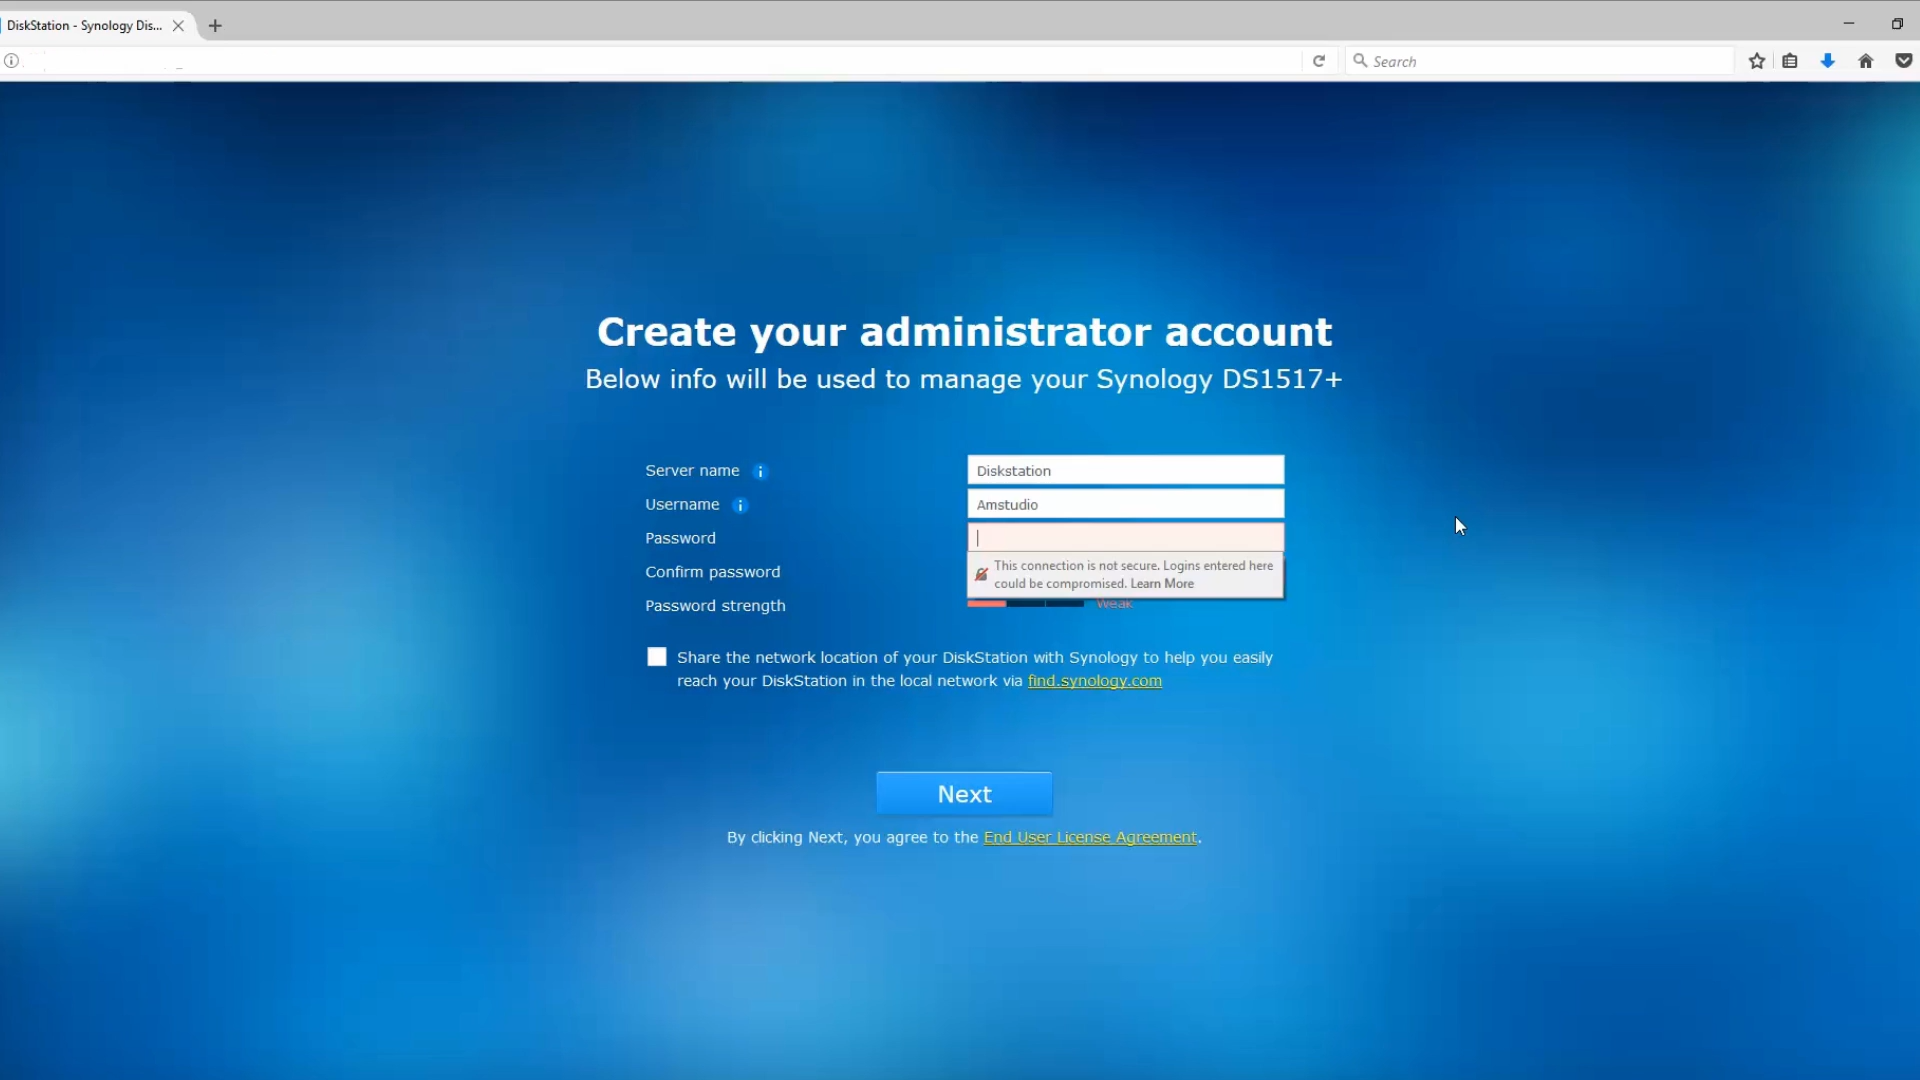 DiskStation - Synology Dis...
Search
Create your administrator account
Below info will be used to manage your Synology DS1517+
Server name
Diskstation
Username
Amstudio
Password
Confirm password
This connection is not secure. Logins entered here
could be compromised. Learn More
Password strength
Weak
Share the network location of your DiskStation with Synology to help you easily
reach your DiskStation in the local network via find.synology.com
Next
By clicking Next, you agree to the End User License Agreement.